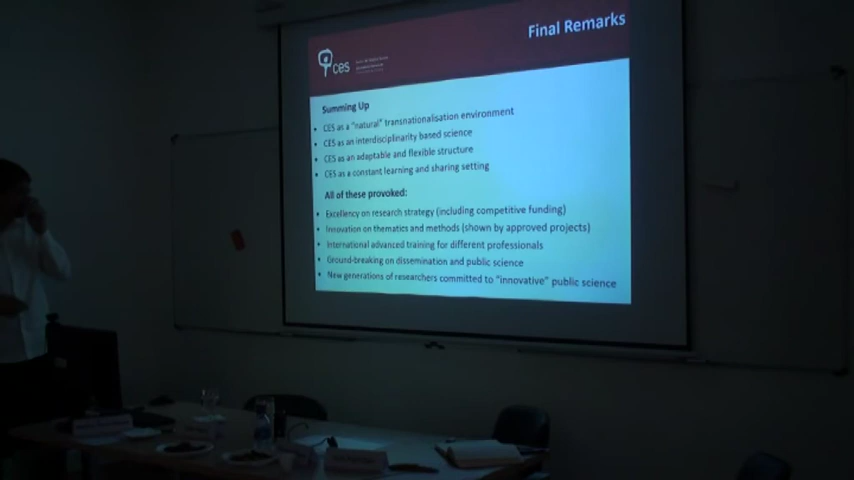 Final Remarks
ces
Summing Up
• CES as a "natural" transnationalisation environment
• CES as an interdisciplinarity based science
• CES as an adaptable and flexible structure
• CES as a constant learning and sharing setting
All of these provoked:
• Excellency on research strategy (including competitive funding)
• Innovation on thematics and methods (shown by approved projects)
• International advanced training for different professionals
• Ground-breaking on dissemination and public science
• New generations of researchers committed to "innovative" public science